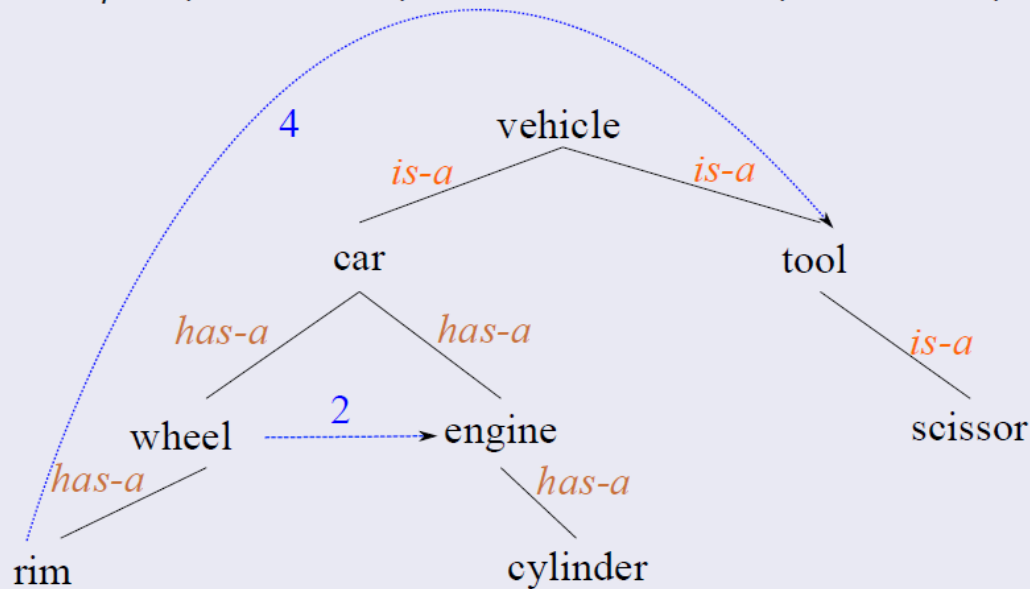 4
vehicle
is-a is-a
car tool
has-a has-a is-a
wheel 2 engine scissor
has-a has-a
rim cylinder